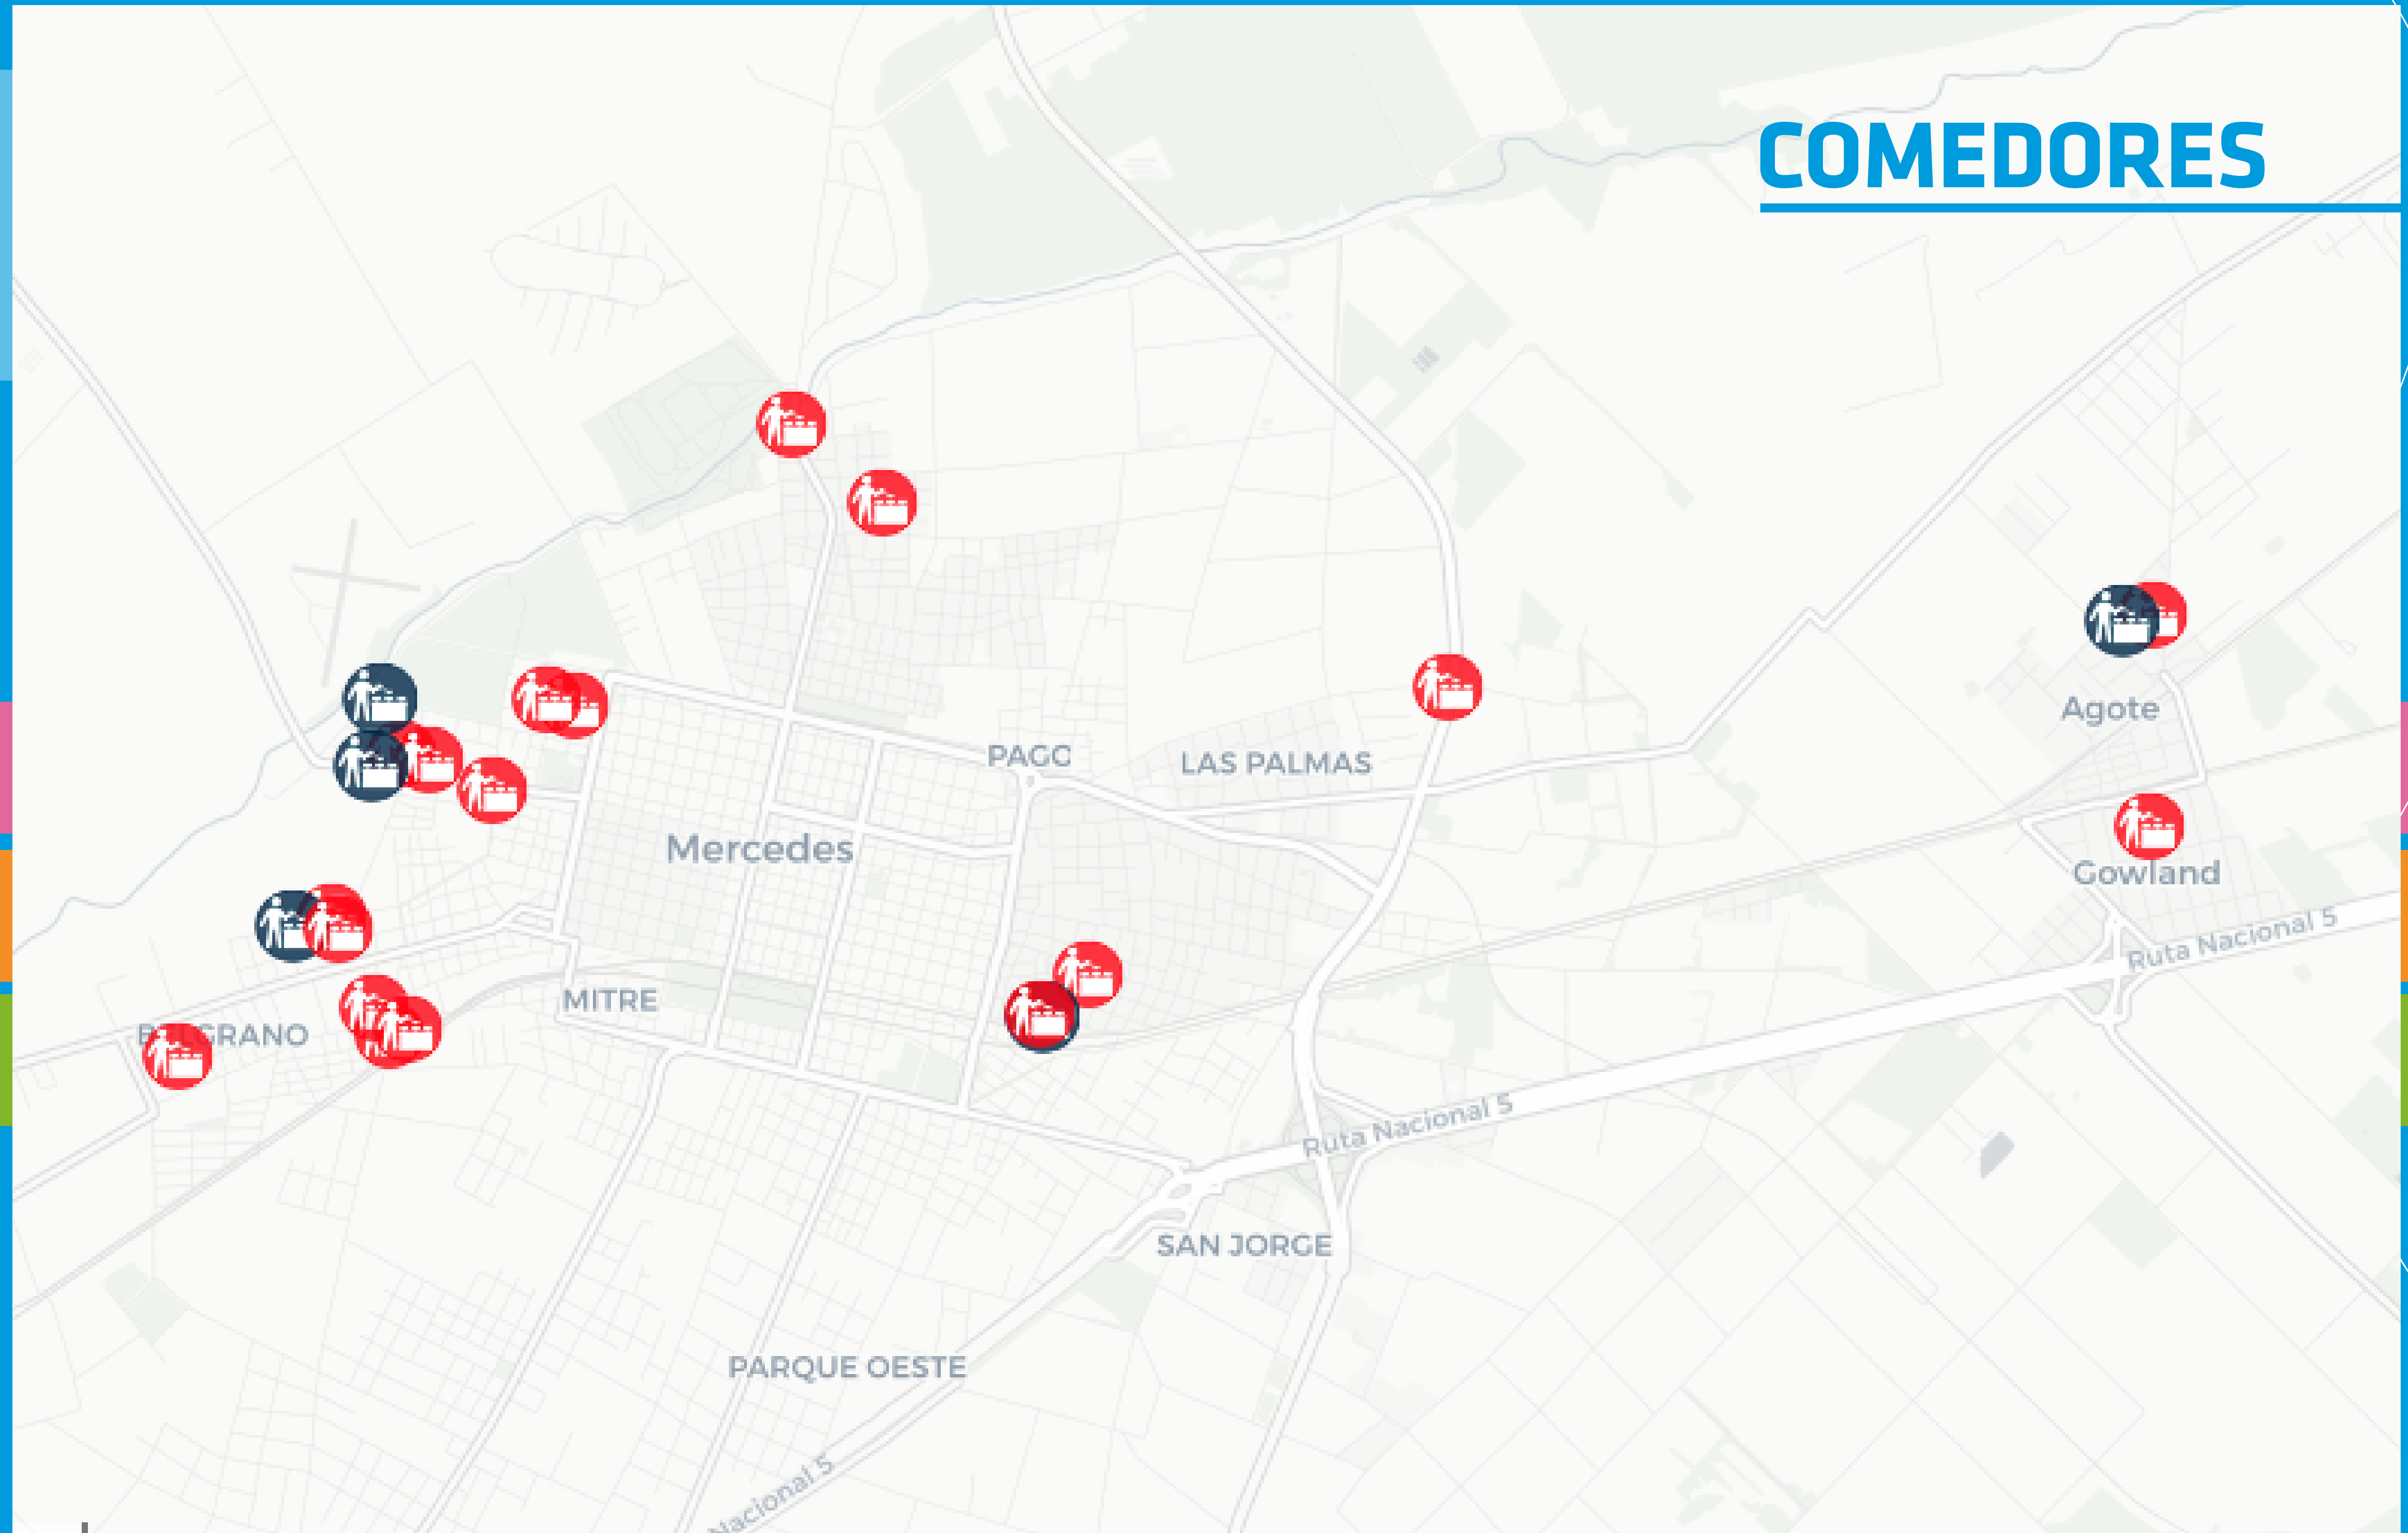 COMEDORES
Agote
PAGO
LAS PALMAS
Mercedes
Gowland
Ruta Nacional 5
MITRE
BELGRANO
Ruta Nacional 5
SAN JORGE
PARQUE OESTE
Nacional 5